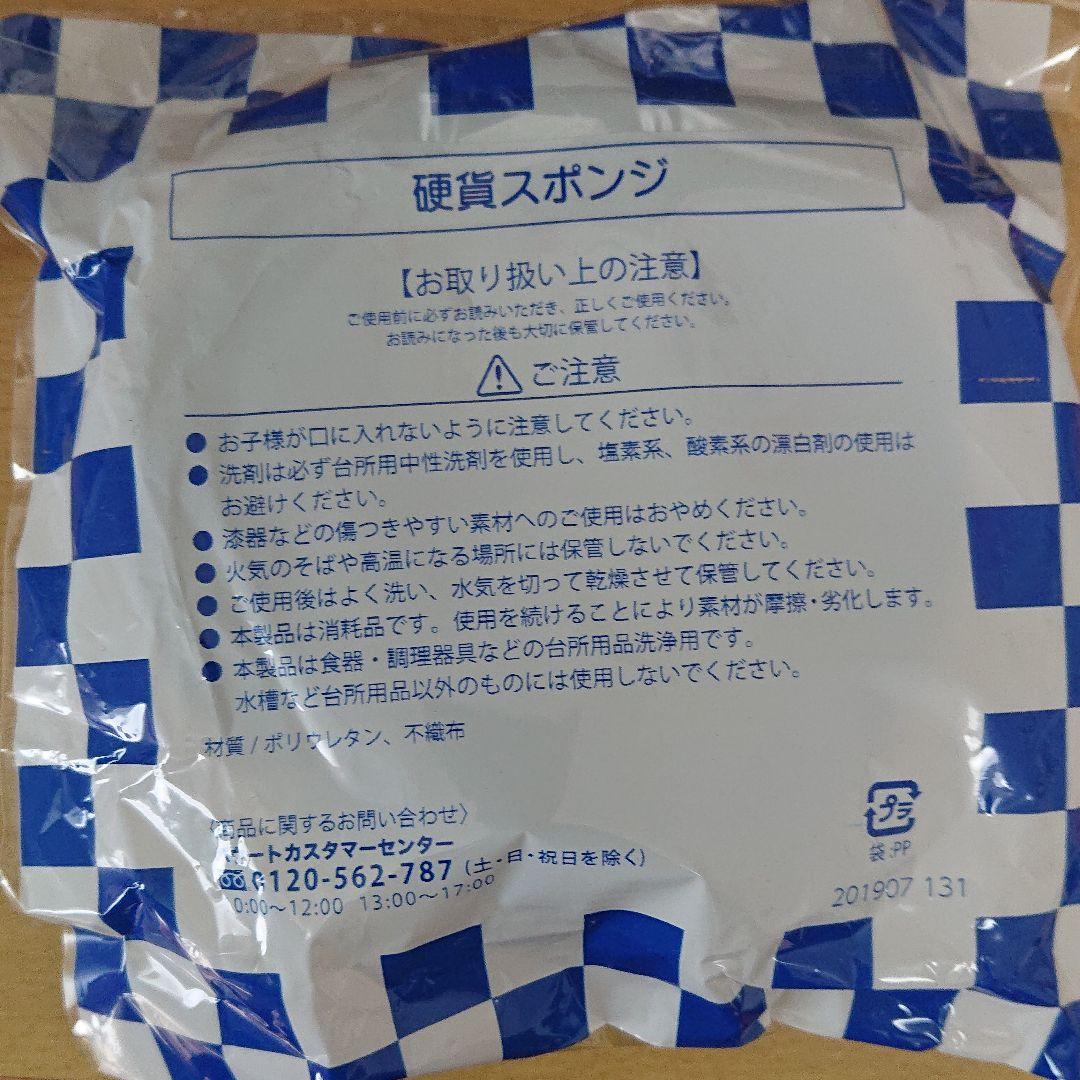 硬貨スポンジ
【お取り扱い上の注意】
ご使用前に必ずお読みいただき、正しくご使用ください。
お読みになった後も大切に保管してください。
ご注意
● お子様が口に入れないように注意してください。
● 洗剤は必ず台所用中性洗剤を使用し、塩素系、酸素系の漂白剤の使用は
お避けください。
● 漆器などの傷つきやすい素材へのご使用はおやめください。
● 火気のそばや高温になる場所には保管しないでください。
● ご使用後はよく洗い、水気を切って乾燥させて保管してください。
● 本製品は消耗品です。使用を続けることにより素材が摩擦・劣化します。
● 本製品は食器・調理器具などの台所用品洗浄用です。
水槽など台所用品以外のものには使用しないでください。
材質/ポリウレタン、不織布
〈商品に関するお問い合わせ〉
ートカスタマーセンター
0120-562-787 (土・日・祝日を除く)
0:00～12:00 13:00～17:00
プラ
袋:PP
201907 131